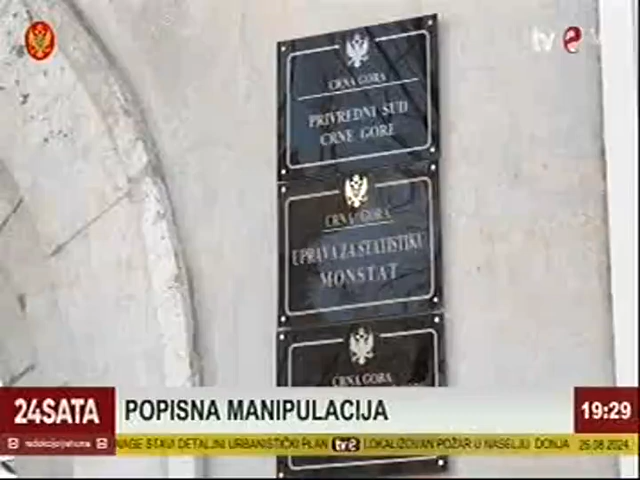 tv e
CRNA GORA
PRIVREDNI SUD
CRNE GORE
CRNA GORA
UPRAVA ZA STATISTIKU
MONSTAT
CRNA GORA
24SATA
POPISNA MANIPULACIJA
19:29
NAGE STAVI DETALJNI URBANISTIČKI PLAN tve LOKALIZOVAN POŽAR U NASELJU DONJA
26.08.2024